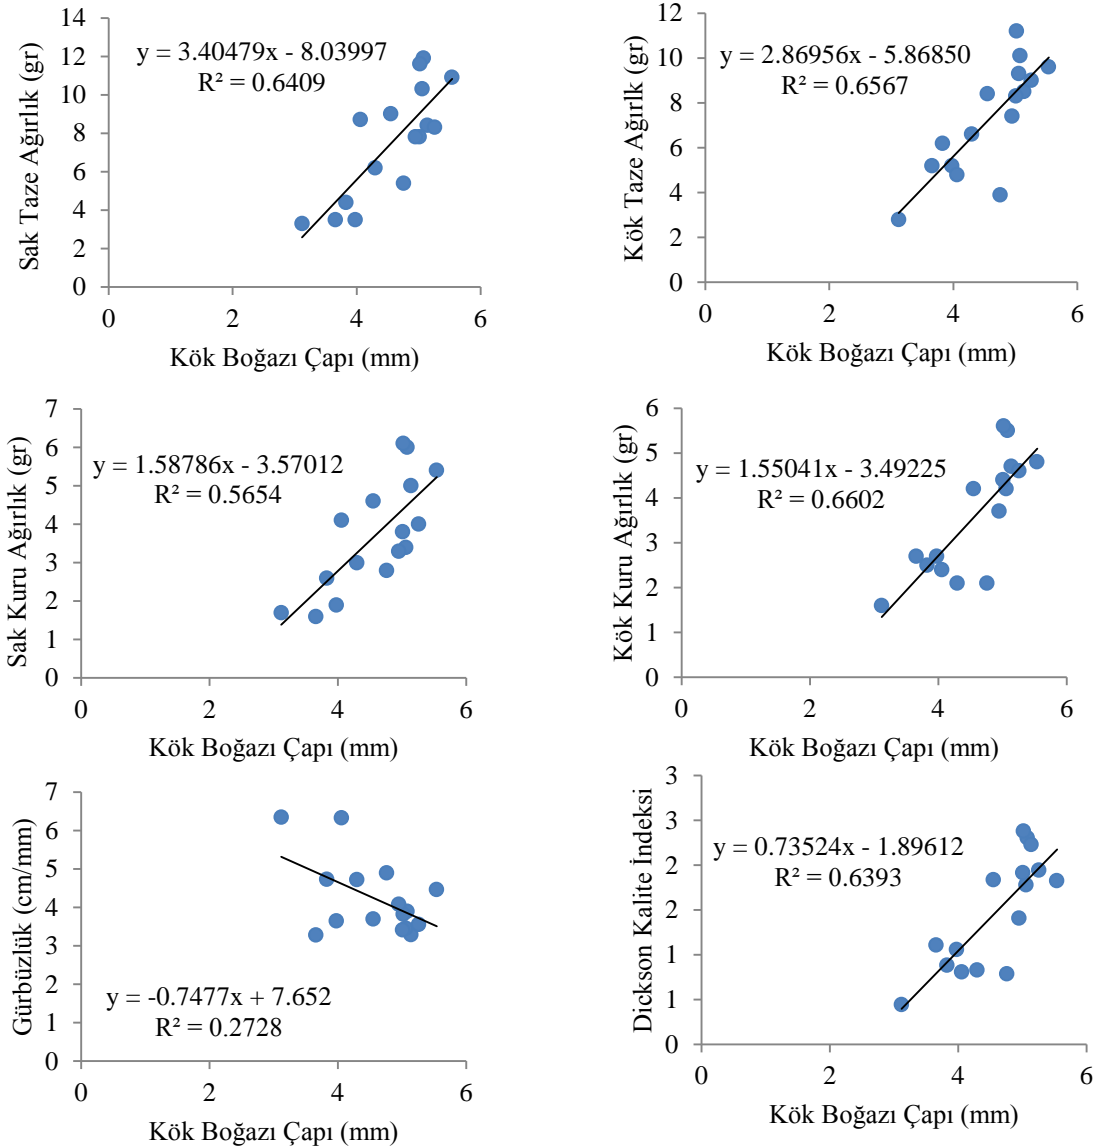 14
12
10
8
6
4
2
0
Sak Taze Ağırlık (gr)
y = 3.40479x - 8.03997
R² = 0.6409
0 2 4 6
Kök Boğazı Çapı (mm)
12
10
8
6
4
2
0
Kök Taze Ağırlık (gr)
y = 2.86956x - 5.86850
R² = 0.6567
0 2 4 6
Kök Boğazı Çapı (mm)
7
6
5
4
3
2
1
0
Sak Kuru Ağırlık (gr)
y = 1.58786x - 3.57012
R² = 0.5654
0 2 4 6
Kök Boğazı Çapı (mm)
6
5
4
3
2
1
0
Kök Kuru Ağırlık (gr)
y = 1.55041x - 3.49225
R² = 0.6602
0 2 4 6
Kök Boğazı Çapı (mm)
7
6
5
4
3
2
1
0
Gürbüzlük (cm/mm)
y = -0.7477x + 7.652
R² = 0.2728
0 2 4 6
Kök Boğazı Çapı (mm)
3
3
2
2
1
1
0
Dickson Kalite İndeksi
y = 0.73524x - 1.89612
R² = 0.6393
0 2 4 6
Kök Boğazı Çapı (mm)